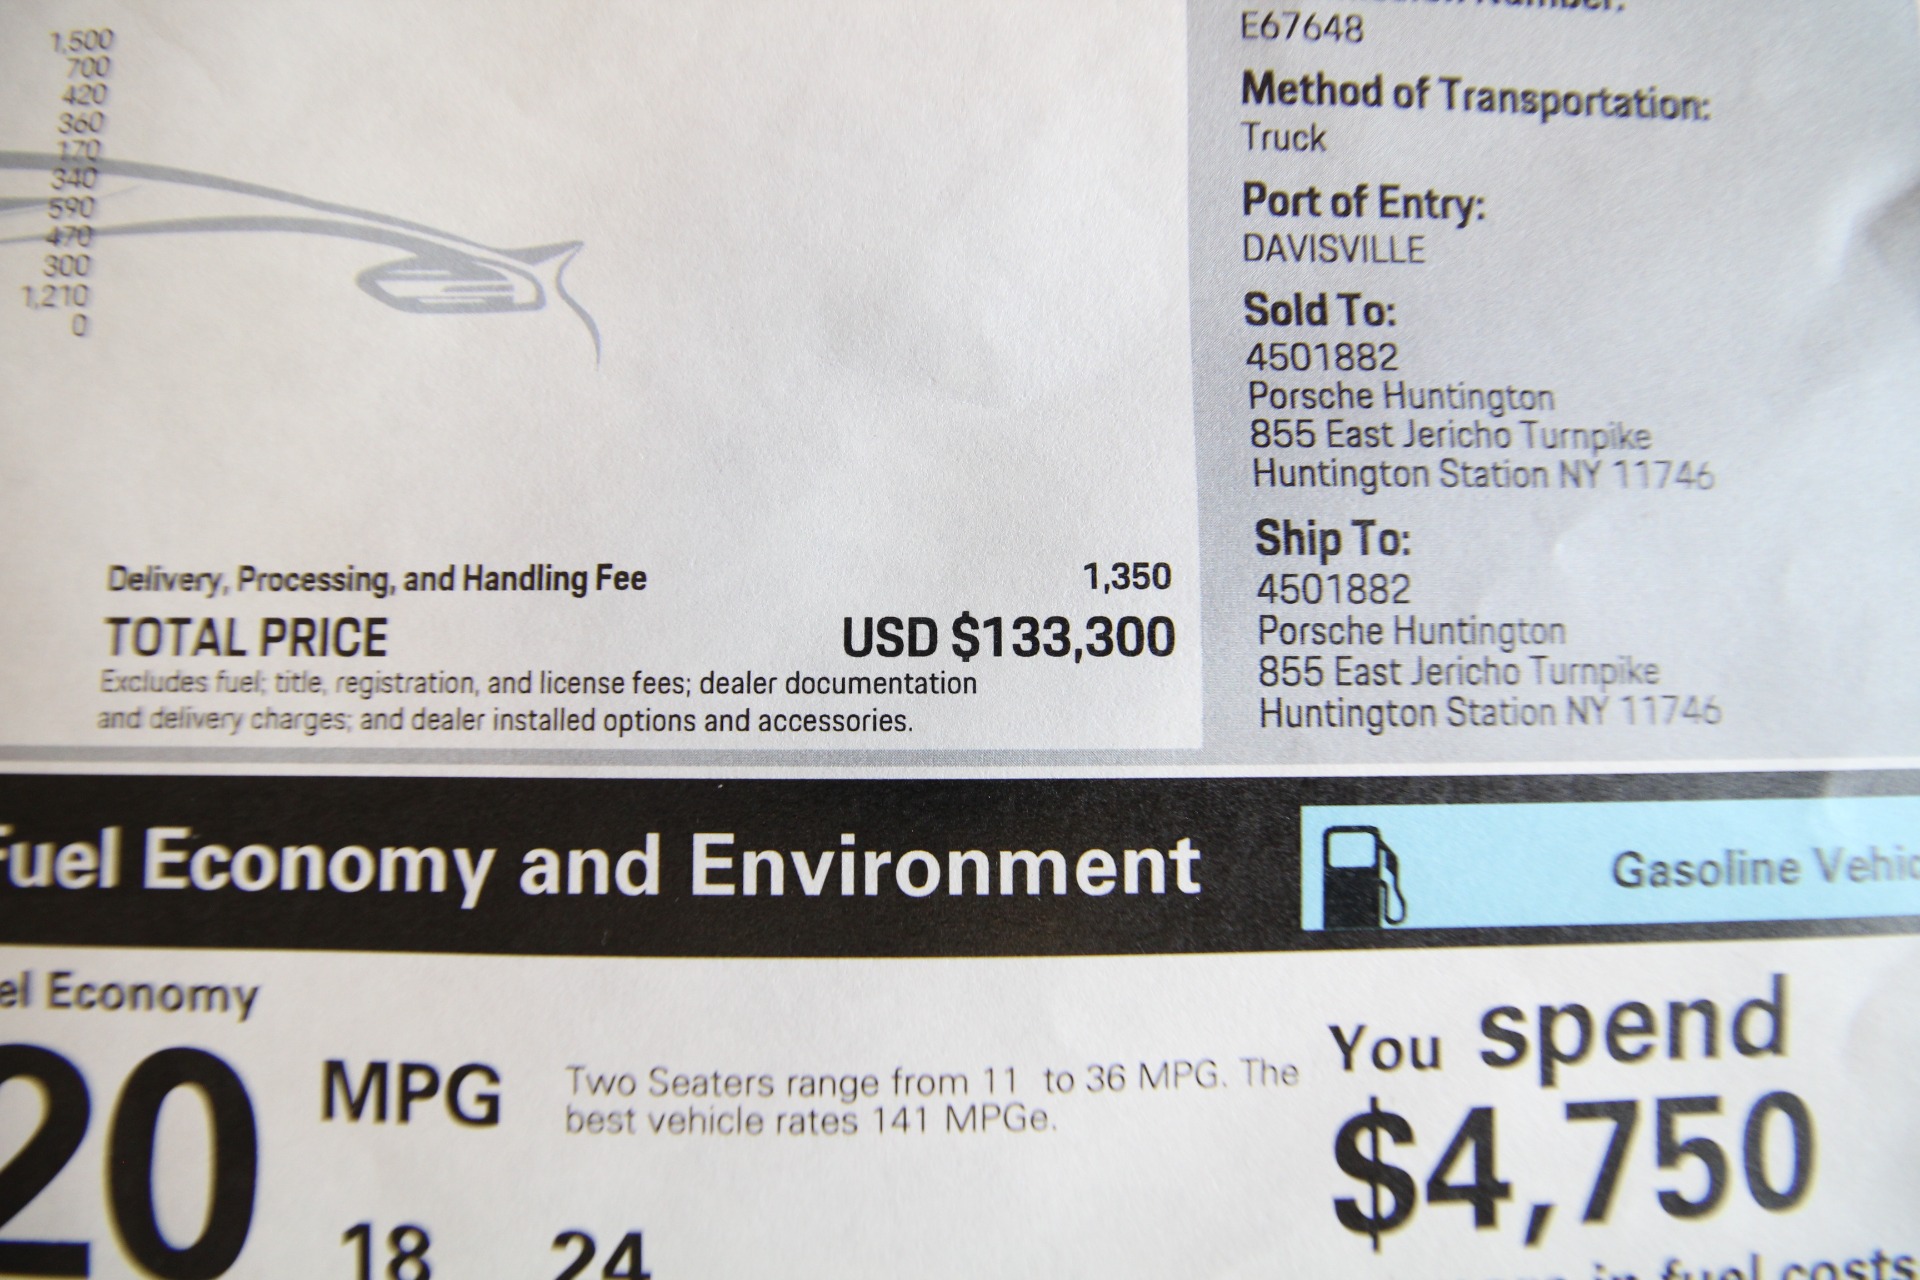 1,500
700
420
360
170
340
590
470
300
1,210
0
Delivery, Processing, and Handling Fee 1,350
TOTAL PRICE USD $133,300
Excludes fuel; title, registration, and license fees; dealer documentation
and delivery charges; and dealer installed options and accessories.
Number:
E67648
Method of Transportation:
Truck
Port of Entry:
DAVISVILLE
Sold To:
4501882
Porsche Huntington
855 East Jericho Turnpike
Huntington Station NY 11746
Ship To:
4501882
Porsche Huntington
855 East Jericho Turnpike
Huntington Station NY 11746
Fuel Economy and Environment
Gasoline Vehic
el Economy
20 MPG
18 24
Two Seaters range from 11 to 36 MPG. The
best vehicle rates 141 MPGe.
You spend
$4,750
in fuel costs